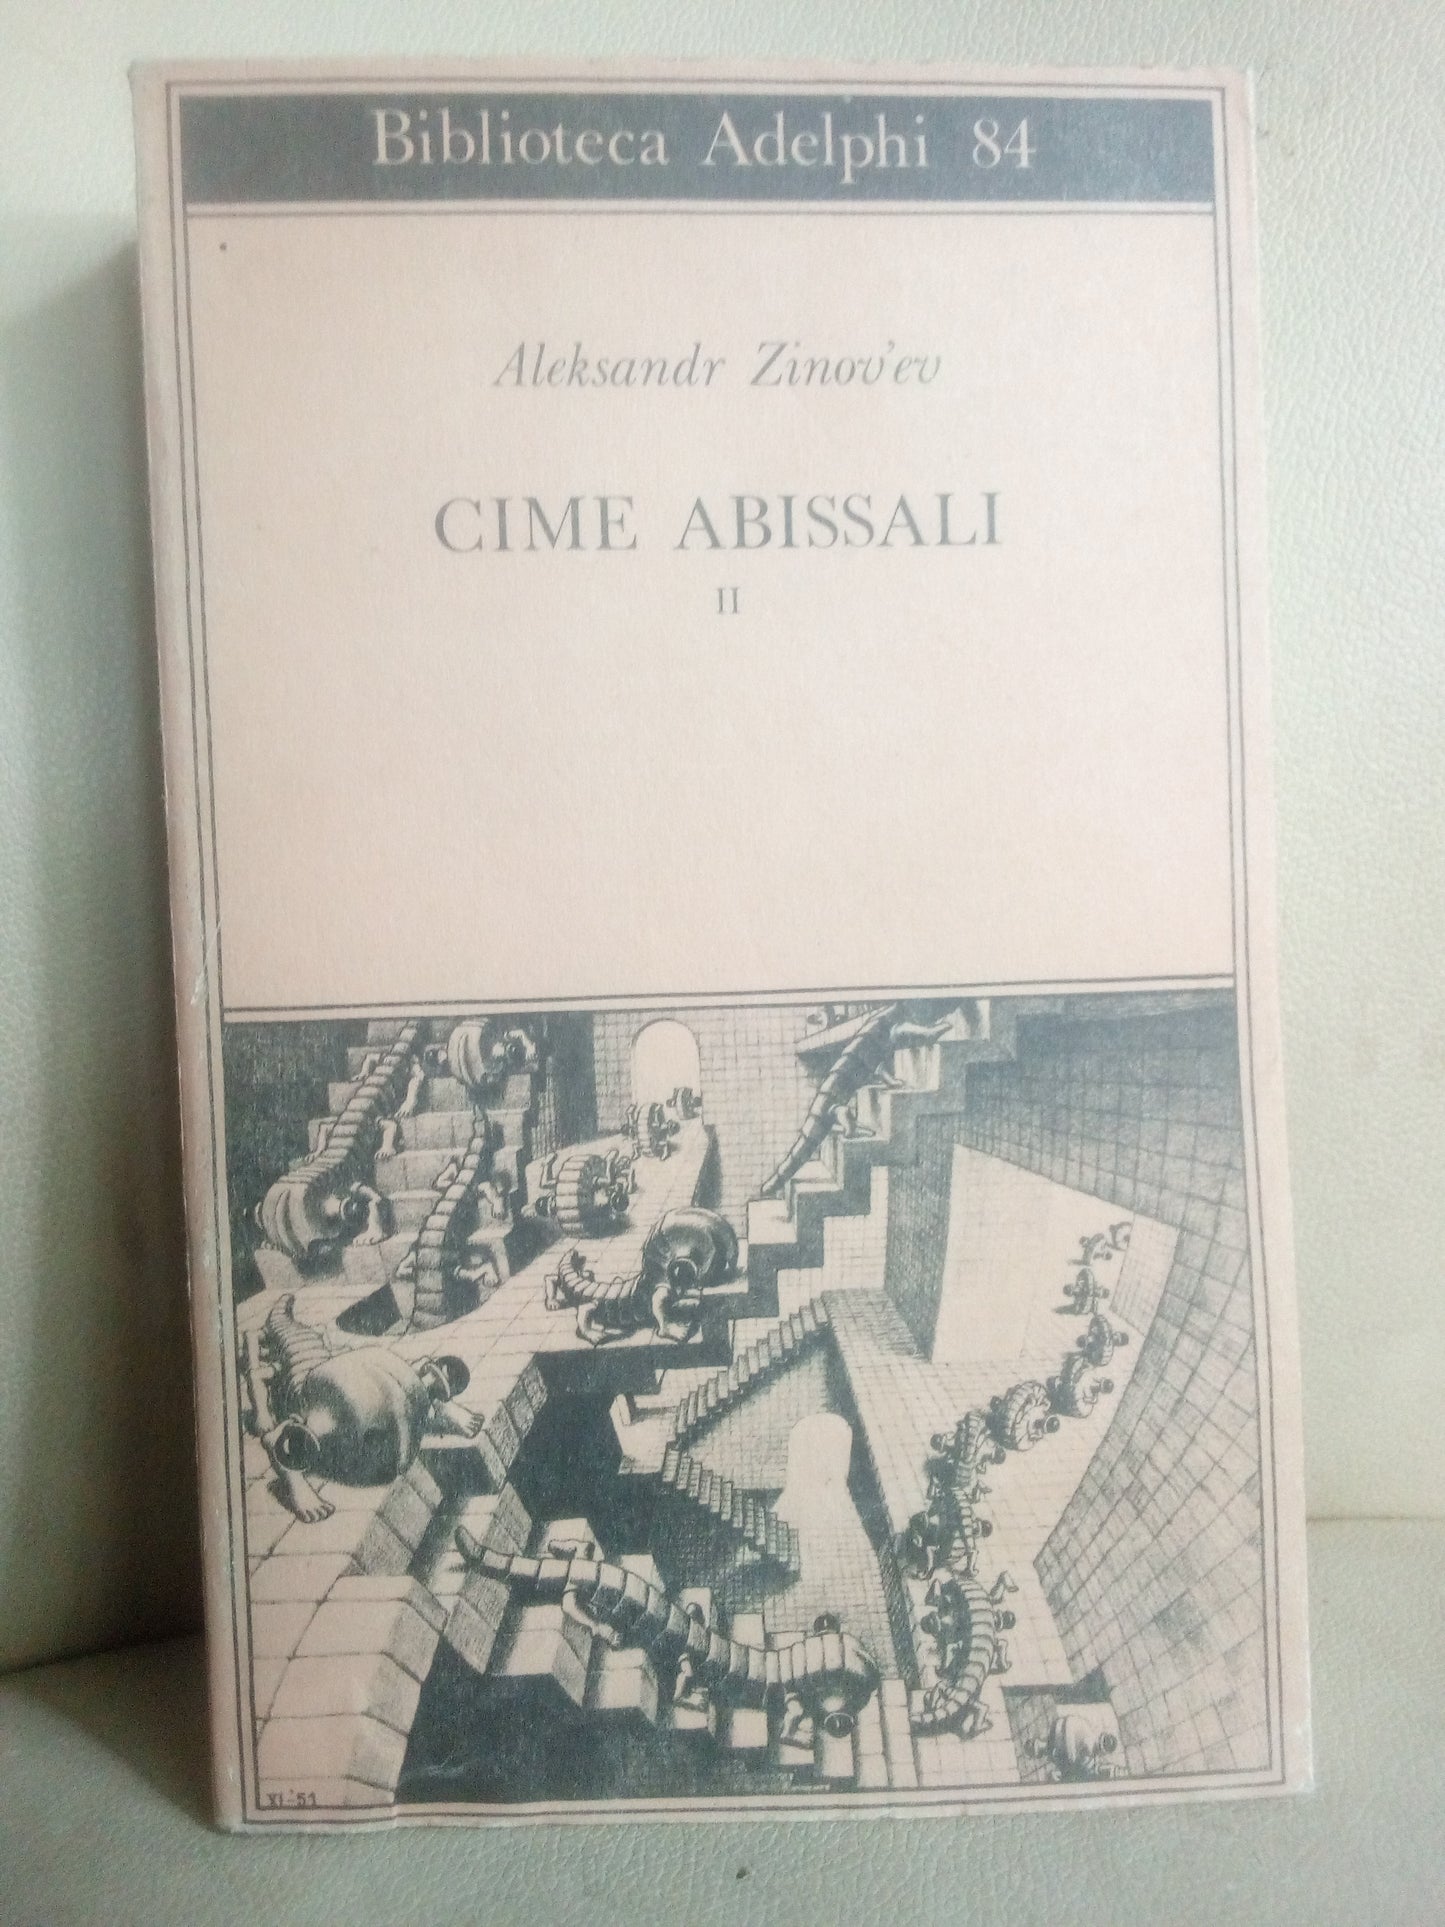 Biblioteca Adelphi 84
Aleksandr Zinov'ev
CIME ABISSALI
II
XI-'51